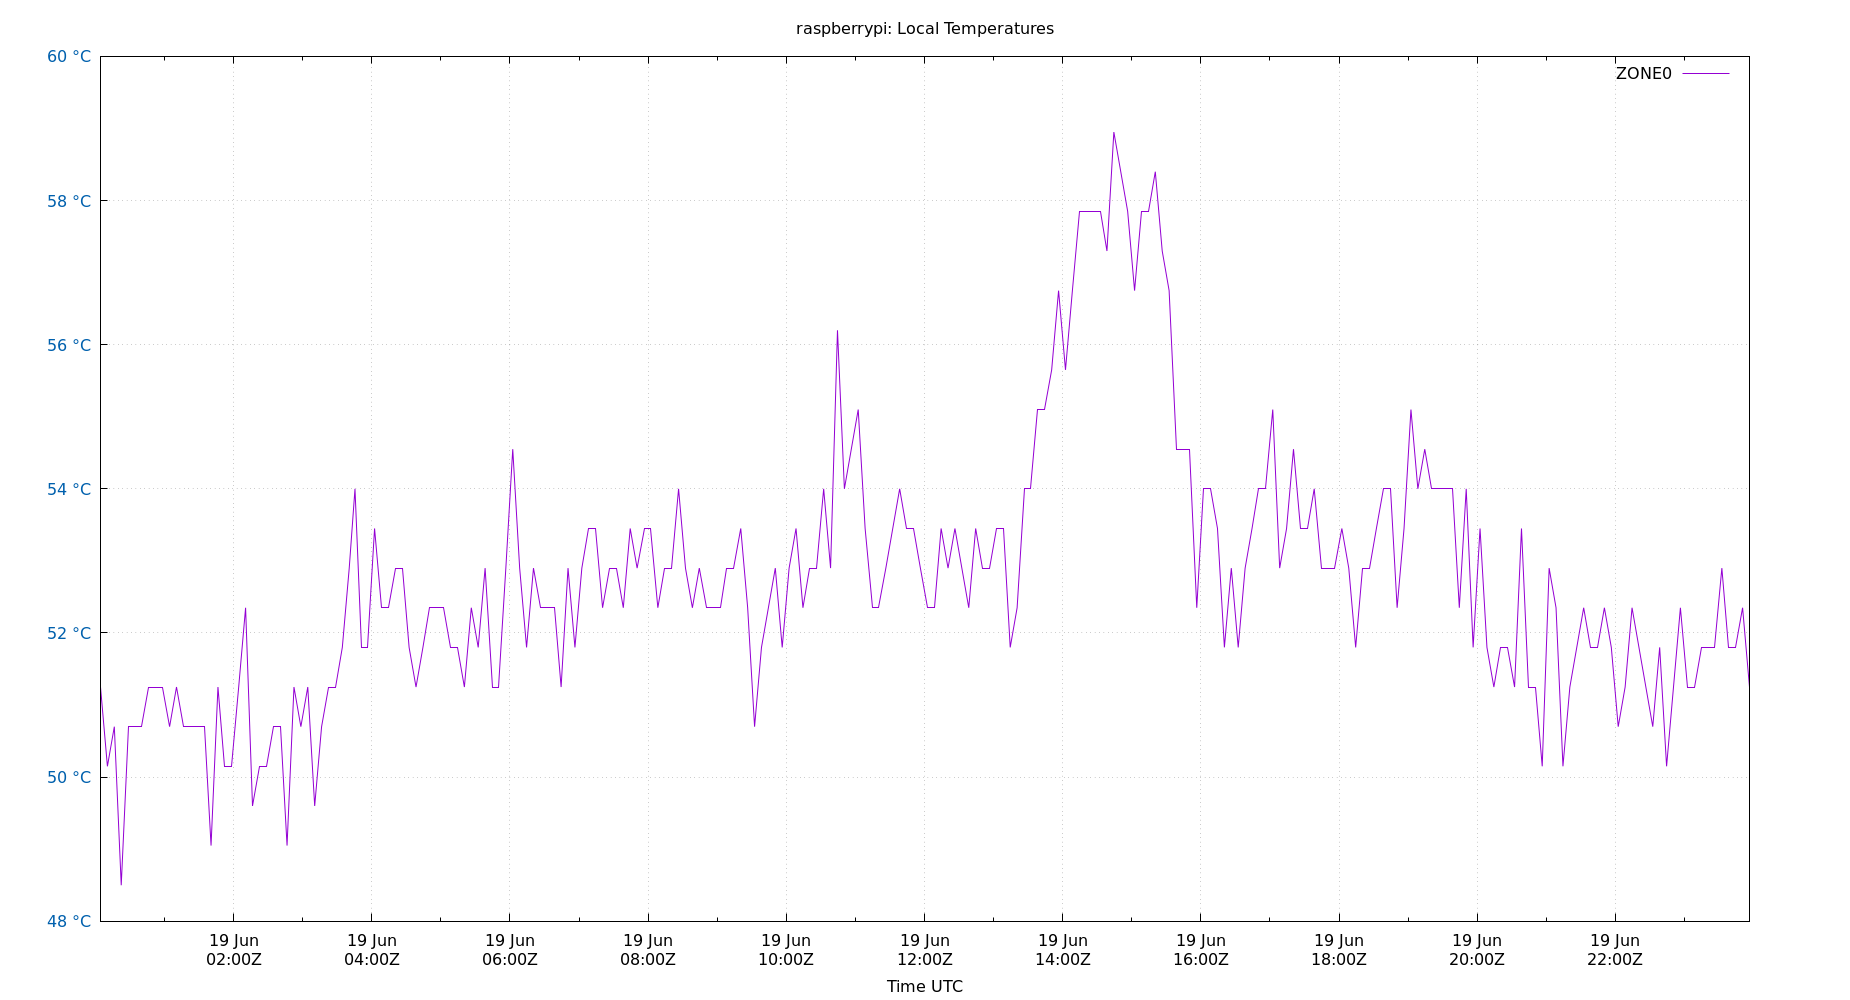 raspberrypi: Local Temperatures
60 °C
ZONE0
58 °C
56 °C
54 °C
52 °C
50 °C
48 °C
19 Jun 19 Jun 19 Jun 19 Jun 19 Jun 19 Jun 19 Jun 19 Jun 19 Jun 19 Jun 19 Jun
02:00Z 04:00Z 06:00Z 08:00Z 10:00Z 12:00Z 14:00Z 16:00Z 18:00Z 20:00Z 22:00Z
Time UTC